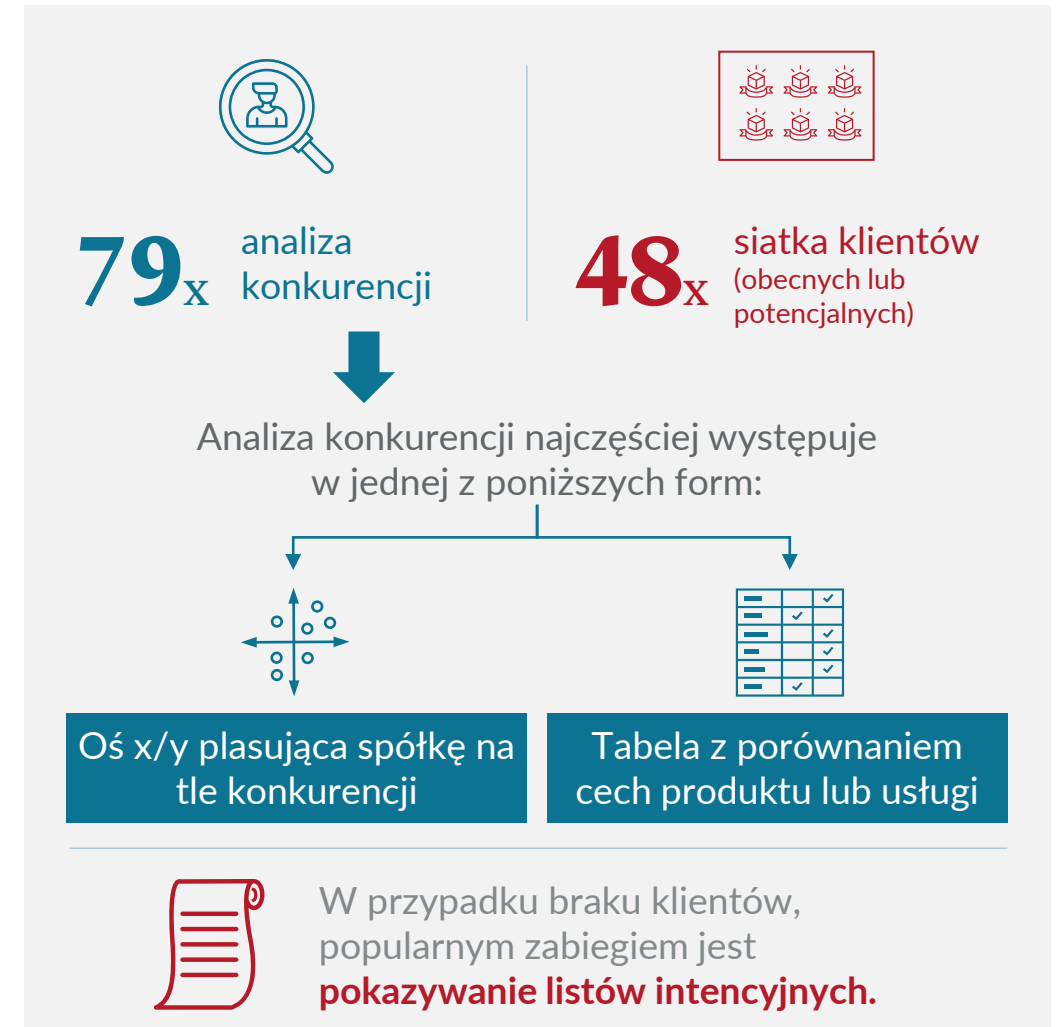 79x
analiza
konkurencji
48x
siatka klientów
(obecnych lub
potencjalnych)
Analiza konkurencji najczęściej występuje
w jednej z poniższych form:
Oś x/y plasująca spółkę na
tle konkurencji
Tabela z porównaniem
cech produktu lub usługi
W przypadku braku klientów,
popularnym zabiegiem jest
pokazywanie listów intencyjnych.